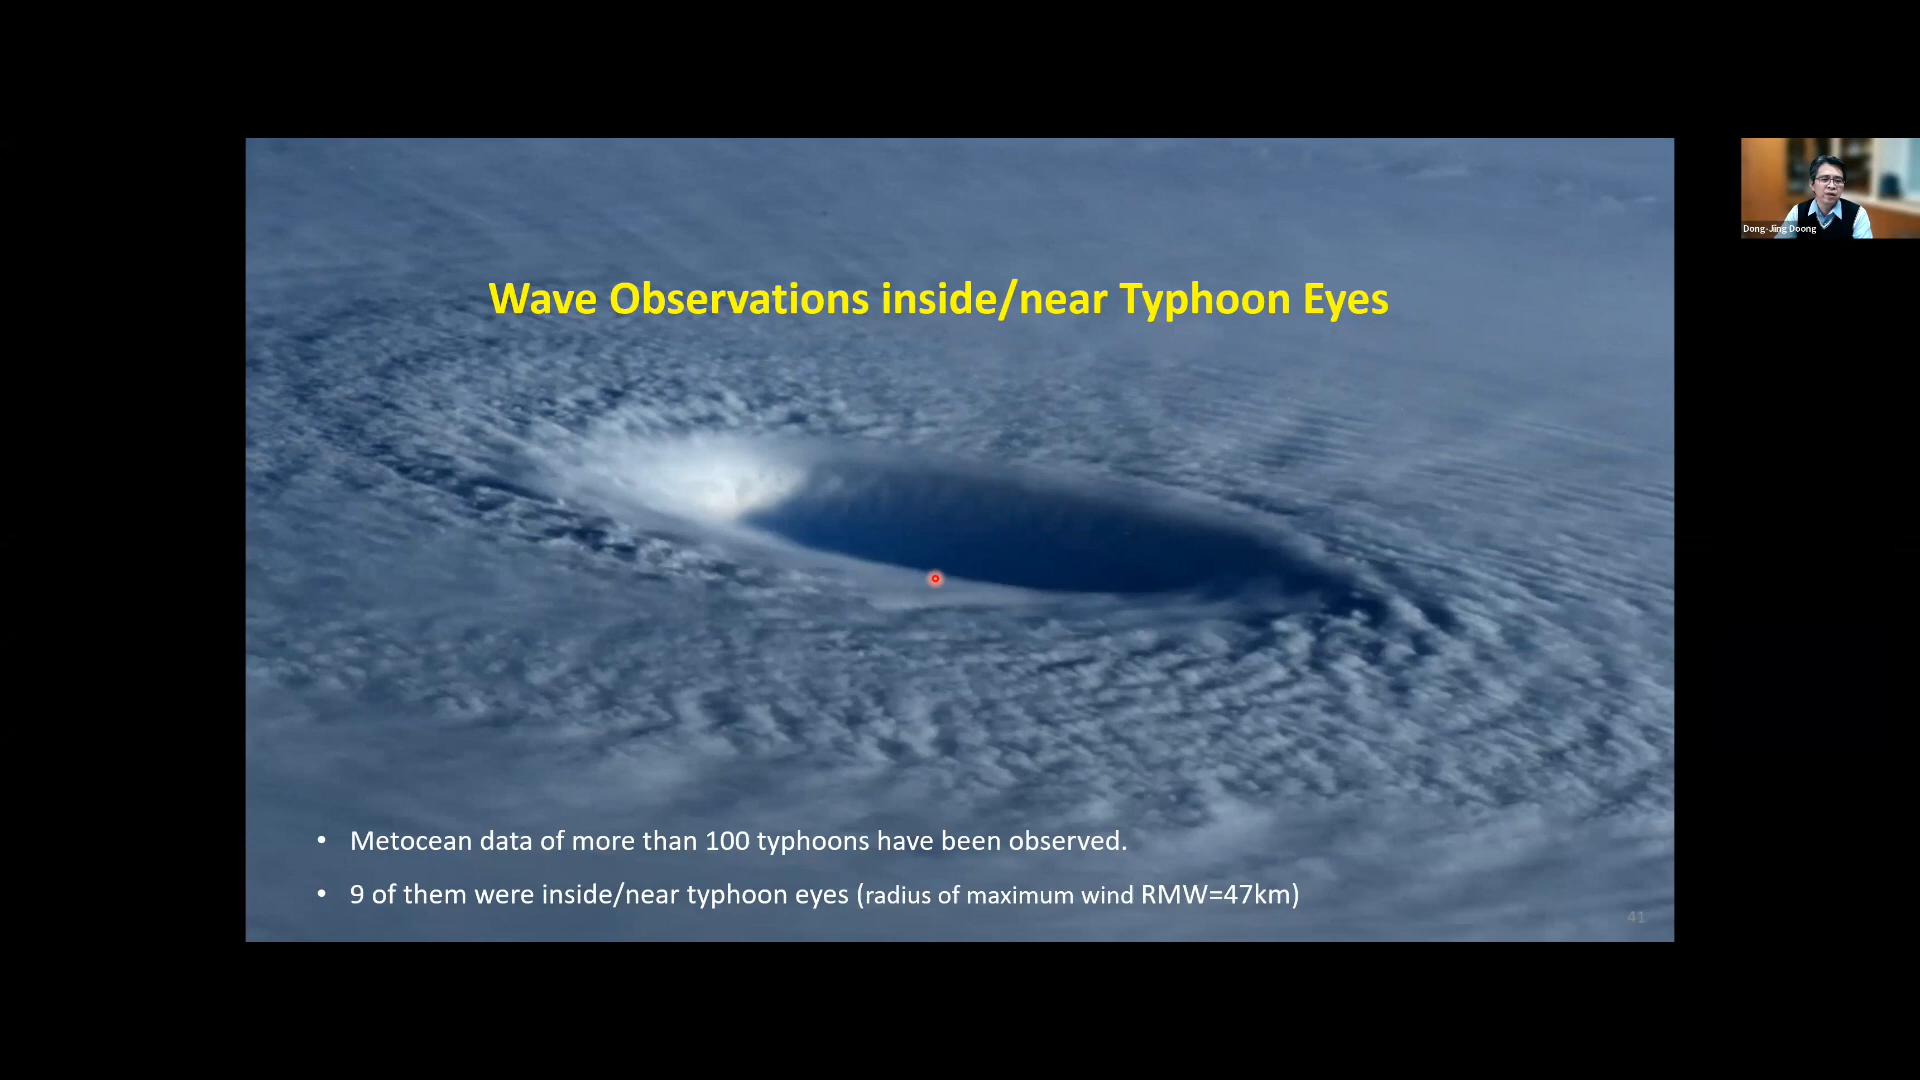 Wave Observations inside/near Typhoon Eyes
Dong-Jiing Doong
• Metocean data of more than 100 typhoons have been observed.
• 9 of them were inside/near typhoon eyes (radius of maximum wind RMW=47km)
41